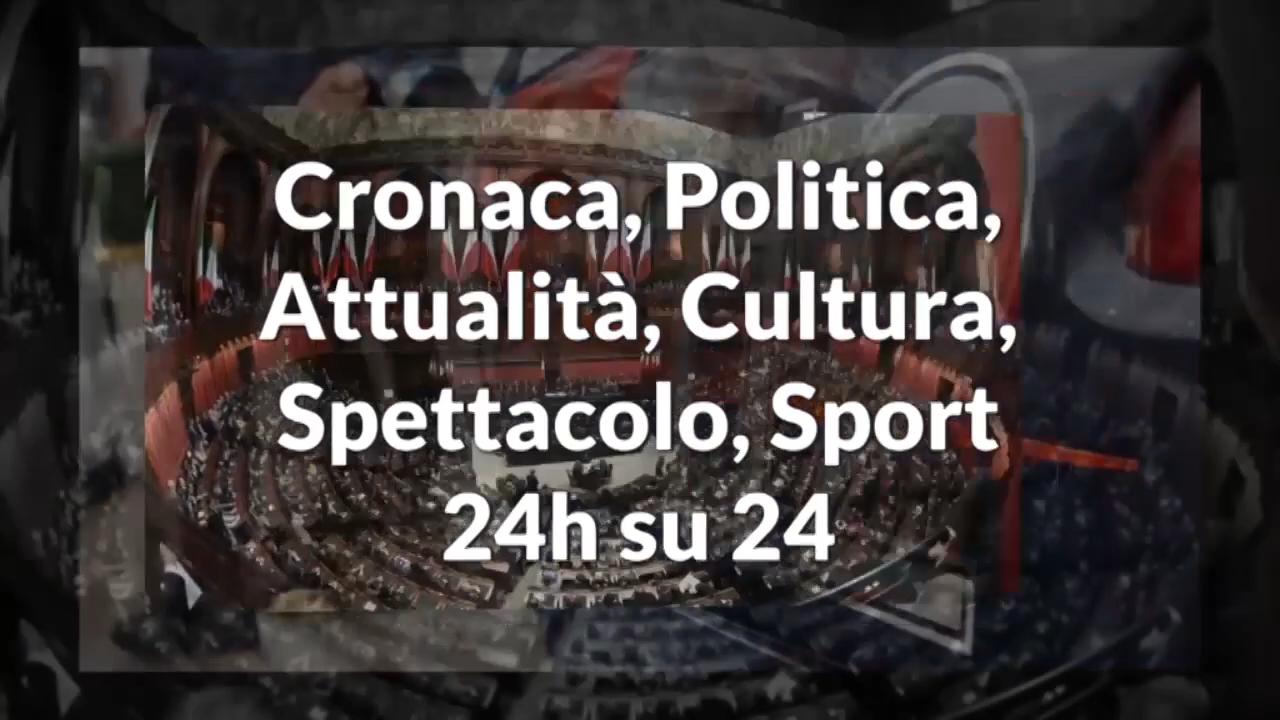 Cronaca, Politica,
Attualità, Cultura,
Spettacolo, Sport
24h su 24